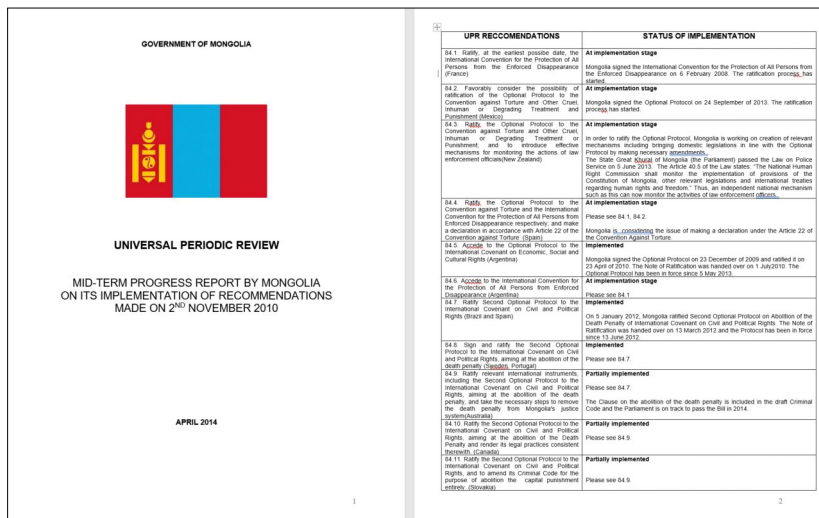 GOVERNMENT OF MONGOLIA
UNIVERSAL PERIODIC REVIEW
MID-TERM PROGRESS REPORT BY MONGOLIA
ON ITS IMPLEMENTATION OF RECOMMENDATIONS
MADE ON 2ND NOVEMBER 2010
APRIL 2014
1
UPR RECCOMENDATIONS
STATUS OF IMPLEMENTATION
84.1. Ratify, at the earliest possibe date, the
International Convention for the Protection of All
Persons from the Enforced Disappearance
(France)
At implementation stage
Mongolia signed the International Convention for the Protection of All Persons from
the Enforced Disappearance on 6 February 2008. The ratification process has
started.
84.2. Favorably consider the possibility of
ratification of the Optional Protocol to the
Convention against Torture and Other Cruel,
Inhuman or Degrading Treatment and
Punishment (Mexico)
At implementation stage
Mongolia signed the Optional Protocol on 24 September of 2013. The ratification
process has started.
84.3. Ratify, the Optional Protocol to the
Convention against Torture and Other Cruel,
Inhuman or Degrading Treatment or
Punishment; and to introduce effective
mechanisms for monitoring the actions of law
enforcement officials(New Zealand)
At implementation stage
In order to ratify the Optional Protocol, Mongolia is working on creation of relevant
mechanisms including bringing domestic legislations in line with the Optional
Protocol by making necessary amendments..
The State Great Khural of Mongolia (the Parliament) passed the Law on Police
Service on 5 June 2013. The Article 40.5 of the Law states: "The National Human
Right Commission shall monitor the implementation of provisions of the
Constitution of Mongolia, other relevant legislations and international treaties
regarding human rights and freedom." Thus, an independent national mechanism
such as this can now monitor the activities of law enforcement officers..
84.4. Ratify, the Optional Protocol to the
Convention against Torture and the International
Convention for the Protection of All Persons from
Enforced Disappearance respectively; and make
a declaration in accordance with Article 22 of the
Convention against Torture (Spain)
At implementation stage
Please see 84.1, 84.2.
Mongolia is considering the issue of making a declaration under the Article 22 of
the Convention Against Torture.
84.5. Accede to the Optional Protocol to the
International Covenant on Economic, Social and
Cultural Rights (Argentina)
Implemented
Mongolia signed the Optional Protocol on 23 December of 2009 and ratified it on
23 April of 2010. The Note of Ratification was handed over on 1 July2010. The
Optional Protocol has been in force since 5 May 2013.
84.6. Accede to the International Convention for
the Protection of All Persons from Enforced
Disappearance (Argentina)
At implementation stage
Please see 84.1
84.7. Ratify Second Optional Protocol to the
International Covenant on Civil and Political
Rights (Brazil and Spain)
Implemented
On 5 January 2012, Mongolia ratified Second Optional Protocol on Abolition of the
Death Penalty of International Covenant on Civil and Political Rights. The Note of
Ratification was handed over on 13 March 2012 and the Protocol has been in force
since 13 June 2012.
84.8. Sign and ratify the Second Optional
Protocol to the International Covenant on Civil
and Political Rights, aiming at the abolition of the
death penalty (Sweden, Portugal)
Implemented
Please see 84.7.
84.9. Ratify relevant international instruments,
including the Second Optional Protocol to the
International Covenant on Civil and Political
Rights, aiming at the abolition of the death
penalty, and take the necessary steps to remove
the death penalty from Mongolia's justice
system(Australia)
Partially implemented
Please see 84.7.
The Clause on the abolition of the death penalty is included in the draft Criminal
Code and the Parliament is on track to pass the Bill in 2014.
84.10. Ratify the Second Optional Protocol to the
International Covenant on Civil and Political
Rights, aiming at the abolition of the Death
Penalty and render its legal practices consistent
therewith (Canada)
Partially implemented
Please see 84.9.
84.11. Ratify the Second Optional Protocol to the
International Covenant on Civil and Political
Rights, and to amend its Criminal Code for the
purpose of abolition the capital punishment
entirely (Slovakia)
Partially implemented
Please see 84.9.
2